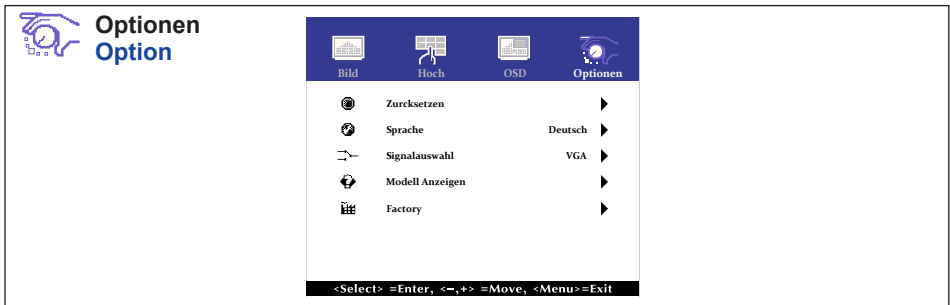 Optionen
Option
Bild Hoch OSD Optionen
Zurcksetzen
Sprache Deutsch
Signalauswahl VGA
Modell Anzeigen
Factory
<Select> =Enter, <−,+> =Move, <Menu>=Exit